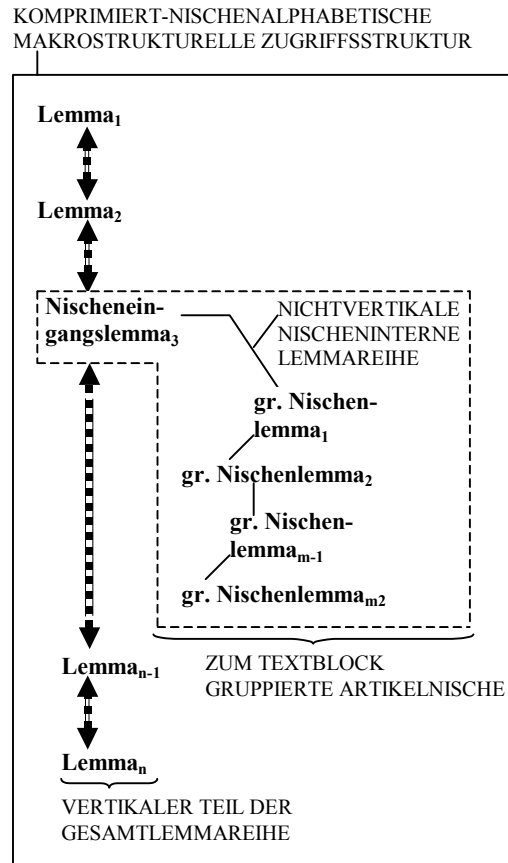 KOMPRIMIERT-NISCHENALPHABETISCHE
MAKROSTRUKTURELLE ZUGRIFFSSTRUKTUR
Lemma₁
Lemma₂
Nischenein-
gangslemma₃
NICHTVERTIKALE
NISCHENINTERNE
LEMMAREIHE
gr. Nischen-
lemma₁
gr. Nischenlemma₂
gr. Nischen-
lemmaₘ₋₁
gr. Nischenlemmaₘ₂
Lemmaₙ₋₁
ZUM TEXTBLOCK
GRUPPIERTE ARTIKELNISCHE
Lemmaₙ
VERTIKALER TEIL DER
GESAMTLEMMAREIHE